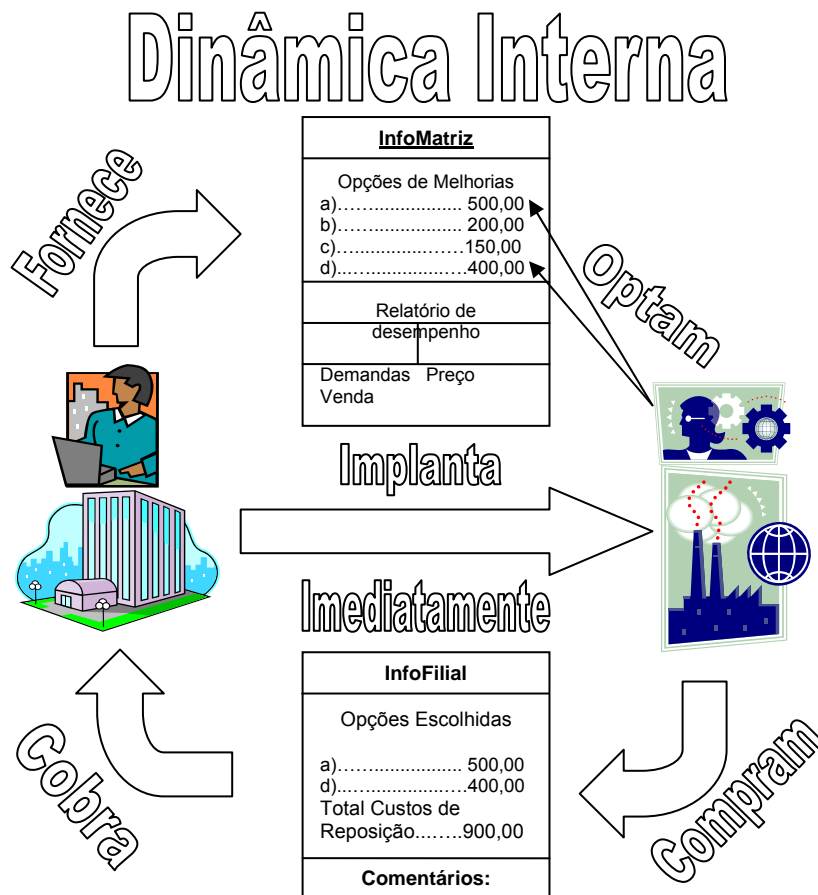 Dinâmica Interna
Fornece
InfoMatriz
Opções de Melhorias
a)…..................... 500,00
b)…..................... 200,00
c)…......................150,00
d)…......................400,00
Optam
Relatório de
desempenho
Demandas Preço
Venda
Implanta
Imediatamente
InfoFilial
Opções Escolhidas
a)…..................... 500,00
d)…......................400,00
Total Custos de
Reposição...…..900,00
Comentários:
Cobra
Compram